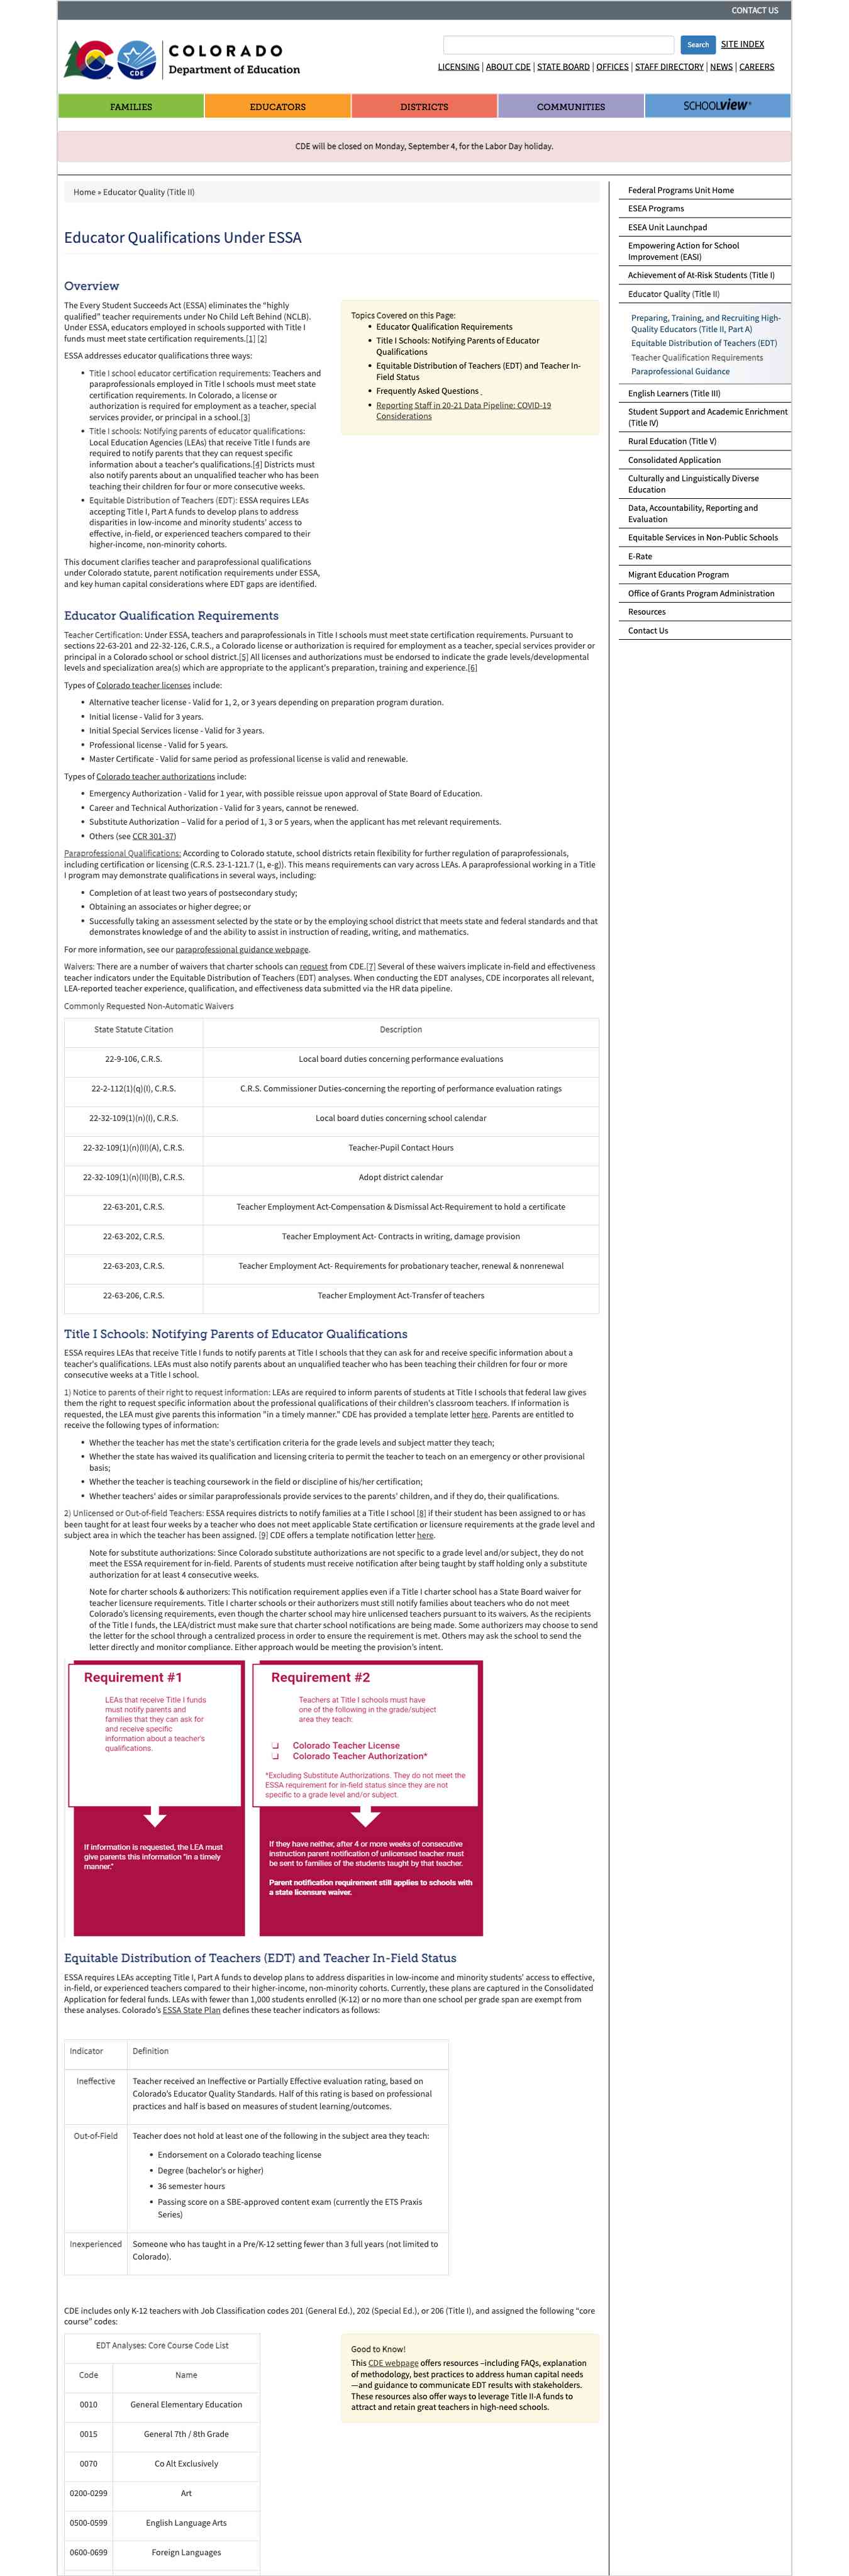 CONTACT US
COLORADO
Department of Education
CDE
Search
SITE INDEX
LICENSING | ABOUT CDE | STATE BOARD | OFFICES | STAFF DIRECTORY | NEWS | CAREERS
FAMILIES
EDUCATORS
DISTRICTS
COMMUNITIES
SCHOOLVIEW®
CDE will be closed on Monday, September 4, for the Labor Day holiday.
Home » Educator Quality (Title II)
Educator Qualifications Under ESSA
Overview
The Every Student Succeeds Act (ESSA) eliminates the "highly
qualified" teacher requirements under No Child Left Behind (NCLB).
Under ESSA, educators employed in schools supported with Title I
funds must meet state certification requirements.[1] [2]
ESSA addresses educator qualifications three ways:
• Title I school educator certification requirements: Teachers and
paraprofessionals employed in Title I schools must meet state
certification requirements. In Colorado, a license or
authorization is required for employment as a teacher, special
services provider, or principal in a school.[3]
• Title I schools: Notifying parents of educator qualifications:
Local Education Agencies (LEAs) that receive Title I funds are
required to notify parents that they can request specific
information about a teacher's qualifications.[4] Districts must
also notify parents about an unqualified teacher who has been
teaching their children for four or more consecutive weeks.
• Equitable Distribution of Teachers (EDT): ESSA requires LEAs
accepting Title I, Part A funds to develop plans to address
disparities in low-income and minority students' access to
effective, in-field, or experienced teachers compared to their
higher-income, non-minority cohorts.
This document clarifies teacher and paraprofessional qualifications
under Colorado statute, parent notification requirements under ESSA,
and key human capital considerations where EDT gaps are identified.
Topics Covered on this Page:
• Educator Qualification Requirements
• Title I Schools: Notifying Parents of Educator
Qualifications
• Equitable Distribution of Teachers (EDT) and Teacher In-
Field Status
• Frequently Asked Questions
• Reporting Staff in 20-21 Data Pipeline: COVID-19
Considerations
Educator Qualification Requirements
Teacher Certification: Under ESSA, teachers and paraprofessionals in Title I schools must meet state certification requirements. Pursuant to
sections 22-63-201 and 22-32-126, C.R.S., a Colorado license or authorization is required for employment as a teacher, special services provider or
principal in a Colorado school or school district.[5] All licenses and authorizations must be endorsed to indicate the grade levels/developmental
levels and specialization area(s) which are appropriate to the applicant's preparation, training and experience.[6]
Types of Colorado teacher licenses include:
• Alternative teacher license - Valid for 1, 2, or 3 years depending on preparation program duration.
• Initial license - Valid for 3 years.
• Initial Special Services license - Valid for 3 years.
• Professional license - Valid for 5 years.
• Master Certificate - Valid for same period as professional license is valid and renewable.
Types of Colorado teacher authorizations include:
• Emergency Authorization - Valid for 1 year, with possible reissue upon approval of State Board of Education.
• Career and Technical Authorization - Valid for 3 years, cannot be renewed.
• Substitute Authorization – Valid for a period of 1, 3 or 5 years, when the applicant has met relevant requirements.
• Others (see CCR 301-37)
Paraprofessional Qualifications: According to Colorado statute, school districts retain flexibility for further regulation of paraprofessionals,
including certification or licensing (C.R.S. 23-1-121.7 (1, e-g)). This means requirements can vary across LEAs. A paraprofessional working in a Title
I program may demonstrate qualifications in several ways, including:
• Completion of at least two years of postsecondary study;
• Obtaining an associates or higher degree; or
• Successfully taking an assessment selected by the state or by the employing school district that meets state and federal standards and that
demonstrates knowledge of and the ability to assist in instruction of reading, writing, and mathematics.
For more information, see our paraprofessional guidance webpage.
Waivers: There are a number of waivers that charter schools can request from CDE.[7] Several of these waivers implicate in-field and effectiveness
teacher indicators under the Equitable Distribution of Teachers (EDT) analyses. When conducting the EDT analyses, CDE incorporates all relevant,
LEA-reported teacher experience, qualification, and effectiveness data submitted via the HR data pipeline.
Commonly Requested Non-Automatic Waivers
State Statute Citation Description
22-9-106, C.R.S. Local board duties concerning performance evaluations
22-2-112(1)(q)(I), C.R.S. C.R.S. Commissioner Duties-concerning the reporting of performance evaluation ratings
22-32-109(1)(n)(I), C.R.S. Local board duties concerning school calendar
22-32-109(1)(n)(II)(A), C.R.S. Teacher-Pupil Contact Hours
22-32-109(1)(n)(II)(B), C.R.S. Adopt district calendar
22-63-201, C.R.S. Teacher Employment Act-Compensation & Dismissal Act-Requirement to hold a certificate
22-63-202, C.R.S. Teacher Employment Act- Contracts in writing, damage provision
22-63-203, C.R.S. Teacher Employment Act- Requirements for probationary teacher, renewal & nonrenewal
22-63-206, C.R.S. Teacher Employment Act-Transfer of teachers
Title I Schools: Notifying Parents of Educator Qualifications
ESSA requires LEAs that receive Title I funds to notify parents at Title I schools that they can ask for and receive specific information about a
teacher's qualifications. LEAs must also notify parents about an unqualified teacher who has been teaching their children for four or more
consecutive weeks at a Title I school.
1) Notice to parents of their right to request information: LEAs are required to inform parents of students at Title I schools that federal law gives
them the right to request specific information about the professional qualifications of their children's classroom teachers. If information is
requested, the LEA must give parents this information "in a timely manner." CDE has provided a template letter here. Parents are entitled to
receive the following types of information:
• Whether the teacher has met the state's certification criteria for the grade levels and subject matter they teach;
• Whether the state has waived its qualification and licensing criteria to permit the teacher to teach on an emergency or other provisional
basis;
• Whether the teacher is teaching coursework in the field or discipline of his/her certification;
• Whether teachers' aides or similar paraprofessionals provide services to the parents' children, and if they do, their qualifications.
2) Unlicensed or Out-of-field Teachers: ESSA requires districts to notify families at a Title I school [8] if their student has been assigned to or has
been taught for at least four weeks by a teacher who does not meet applicable State certification or licensure requirements at the grade level and
subject area in which the teacher has been assigned. [9] CDE offers a template notification letter here.
Note for substitute authorizations: Since Colorado substitute authorizations are not specific to a grade level and/or subject, they do not
meet the ESSA requirement for in-field. Parents of students must receive notification after being taught by staff holding only a substitute
authorization for at least 4 consecutive weeks.
Note for charter schools & authorizers: This notification requirement applies even if a Title I charter school has a State Board waiver for
teacher licensure requirements. Title I charter schools or their authorizers must still notify families about teachers who do not meet
Colorado's licensing requirements, even though the charter school may hire unlicensed teachers pursuant to its waivers. As the recipients
of the Title I funds, the LEA/district must make sure that charter school notifications are being made. Some authorizers may choose to send
the letter for the school through a centralized process in order to ensure the requirement is met. Others may ask the school to send the
letter directly and monitor compliance. Either approach would be meeting the provision's intent.
Requirement #1
LEAs that receive Title I funds
must notify parents and
families that they can ask for
and receive specific
information about a teacher's
qualifications.
If information is requested, the LEA must
give parents this information "in a timely
manner."
Requirement #2
Teachers at Title I schools must have
one of the following in the grade/subject
area they teach:
❏ Colorado Teacher License
❏ Colorado Teacher Authorization*
*Excluding Substitute Authorizations. They do not meet the
ESSA requirement for in-field status since they are not
specific to a grade level and/or subject.
If they have neither, after 4 or more weeks of consecutive
instruction parent notification of unlicensed teacher must
be sent to families of the students taught by that teacher.
Parent notification requirement still applies to schools with
a state licensure waiver.
Equitable Distribution of Teachers (EDT) and Teacher In-Field Status
ESSA requires LEAs accepting Title I, Part A funds to develop plans to address disparities in low-income and minority students' access to effective,
in-field, or experienced teachers compared to their higher-income, non-minority cohorts. Currently, these plans are captured in the Consolidated
Application for federal funds. LEAs with fewer than 1,000 students enrolled (K-12) or no more than one school per grade span are exempt from
these analyses. Colorado's ESSA State Plan defines these teacher indicators as follows:
Indicator Definition
Ineffective Teacher received an Ineffective or Partially Effective evaluation rating, based on
Colorado's Educator Quality Standards. Half of this rating is based on professional
practices and half is based on measures of student learning/outcomes.
Out-of-Field Teacher does not hold at least one of the following in the subject area they teach:
• Endorsement on a Colorado teaching license
• Degree (bachelor's or higher)
• 36 semester hours
• Passing score on a SBE-approved content exam (currently the ETS Praxis
Series)
Inexperienced Someone who has taught in a Pre/K-12 setting fewer than 3 full years (not limited to
Colorado).
CDE includes only K-12 teachers with Job Classification codes 201 (General Ed.), 202 (Special Ed.), or 206 (Title I), and assigned the following "core
course" codes:
EDT Analyses: Core Course Code List
Code Name
0010 General Elementary Education
0015 General 7th / 8th Grade
0070 Co Alt Exclusively
0200-0299 Art
0500-0599 English Language Arts
0600-0699 Foreign Languages
Good to Know!
This CDE webpage offers resources –including FAQs, explanation
of methodology, best practices to address human capital needs
—and guidance to communicate EDT results with stakeholders.
These resources also offer ways to leverage Title II-A funds to
attract and retain great teachers in high-need schools.
Federal Programs Unit Home
ESEA Programs
ESEA Unit Launchpad
Empowering Action for School
Improvement (EASI)
Achievement of At-Risk Students (Title I)
Educator Quality (Title II)
Preparing, Training, and Recruiting High-
Quality Educators (Title II, Part A)
Equitable Distribution of Teachers (EDT)
Teacher Qualification Requirements
Paraprofessional Guidance
English Learners (Title III)
Student Support and Academic Enrichment
(Title IV)
Rural Education (Title V)
Consolidated Application
Culturally and Linguistically Diverse
Education
Data, Accountability, Reporting and
Evaluation
Equitable Services in Non-Public Schools
E-Rate
Migrant Education Program
Office of Grants Program Administration
Resources
Contact Us